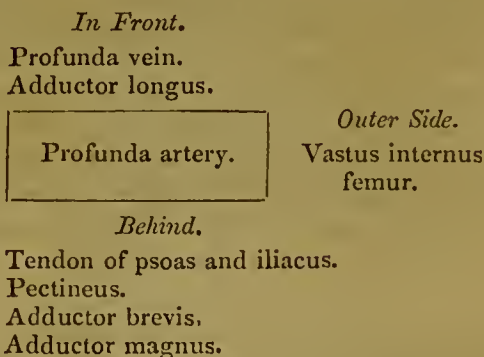 In Front.
Profunda vein.
Adductor longus.
Profunda artery.
Outer Side.
Vastus internus
femur.
Behind.
Tendon of psoas and iliacus.
Pectineus.
Adductor brevis.
Adductor magnus.